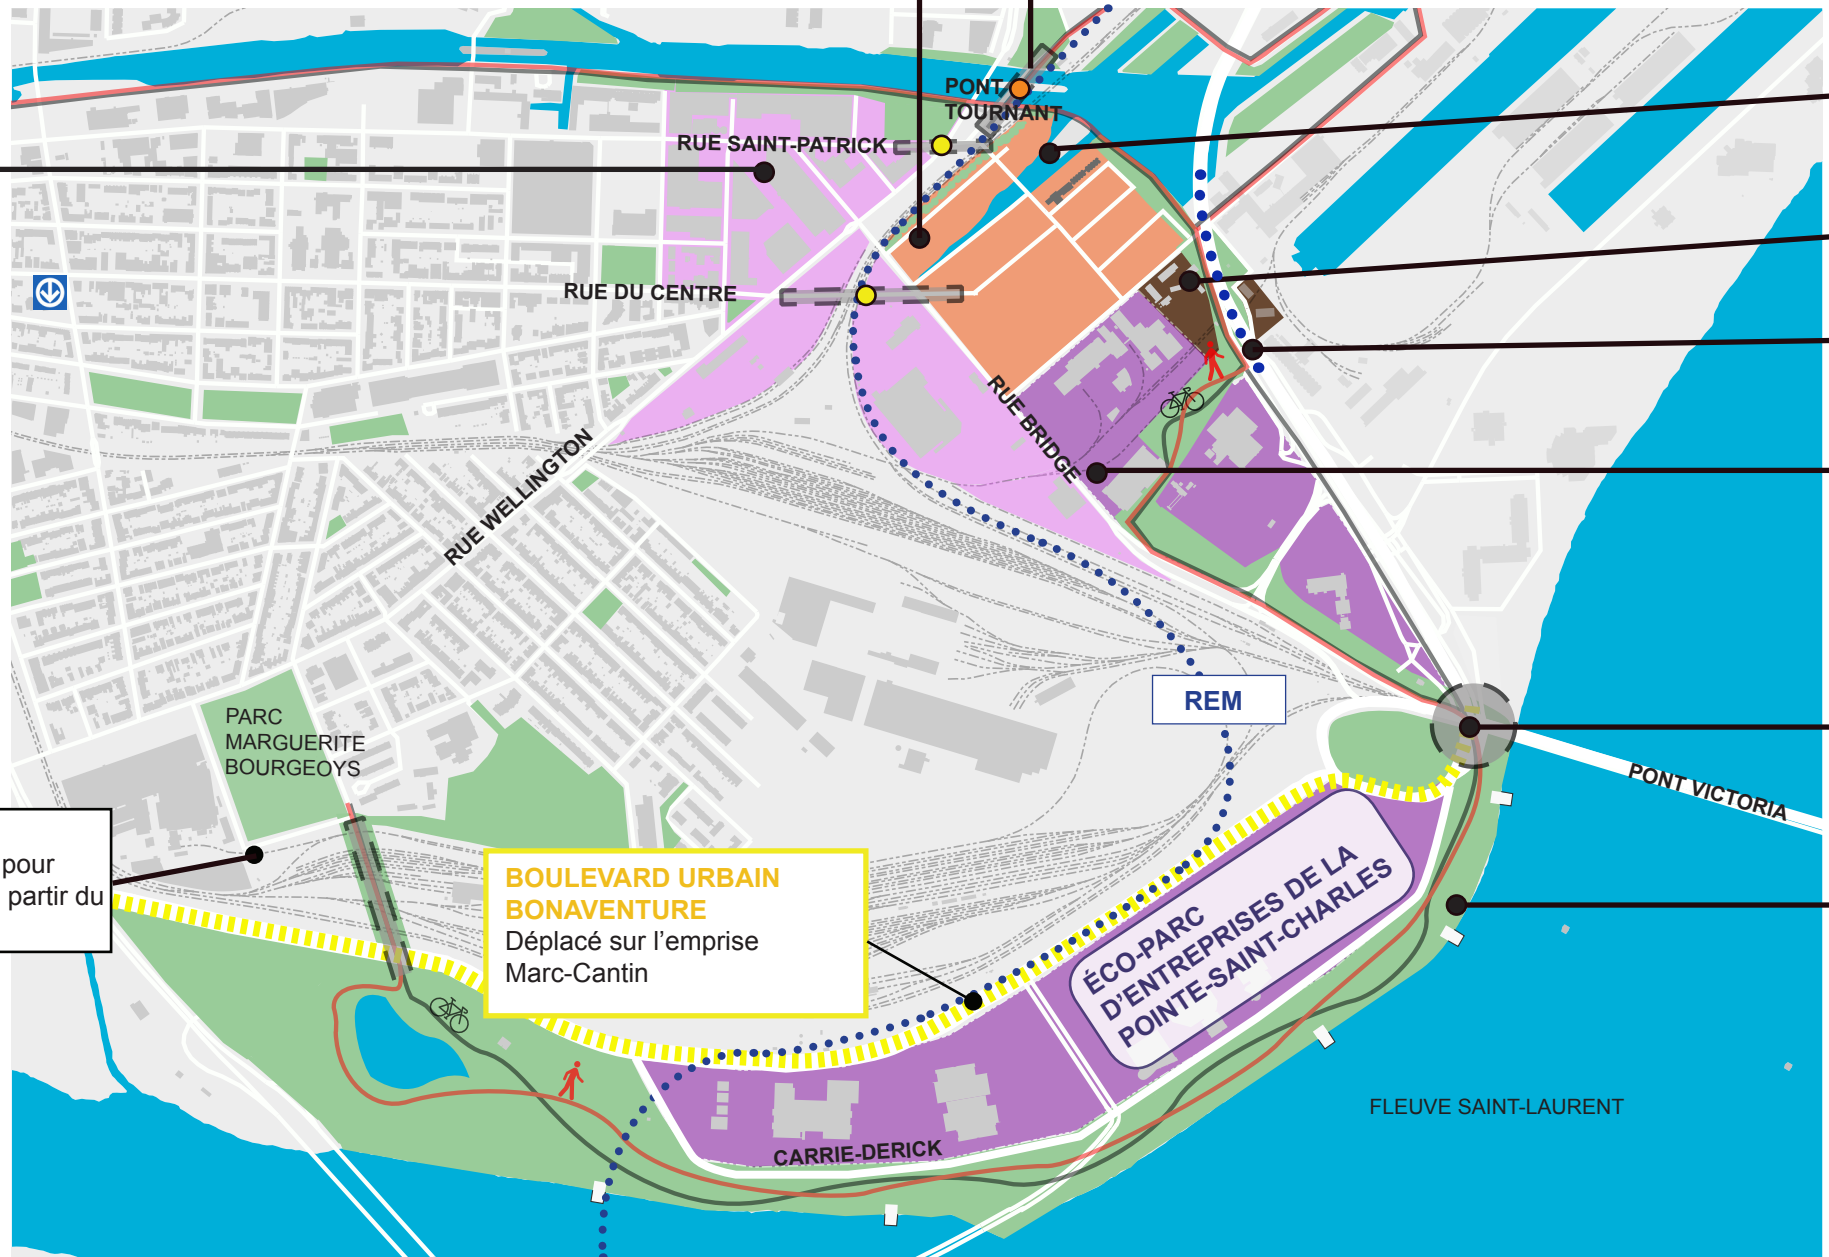 PONT
TOURNANT
RUE SAINT-PATRICK
RUE DU CENTRE
RUE BRIDGE
RUE WELLINGTON
REM
PARC
MARGUERITE
BOURGEOYS
PONT VICTORIA
pour
partir du
BOULEVARD URBAIN
BONAVENTURE
Déplacé sur l'emprise
Marc-Cantin
ÉCO-PARC
D'ENTREPRISES DE LA
POINTE-SAINT-CHARLES
FLEUVE SAINT-LAURENT
CARRIE-DERICK